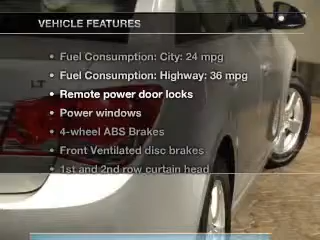 VEHICLE FEATURES
• Fuel Consumption: City: 24 mpg
• Fuel Consumption: Highway: 36 mpg
• Remote power door locks
• Power windows
• 4-wheel ABS Brakes
• Front Ventilated disc brakes
• 1st and 2nd row curtain head
LT